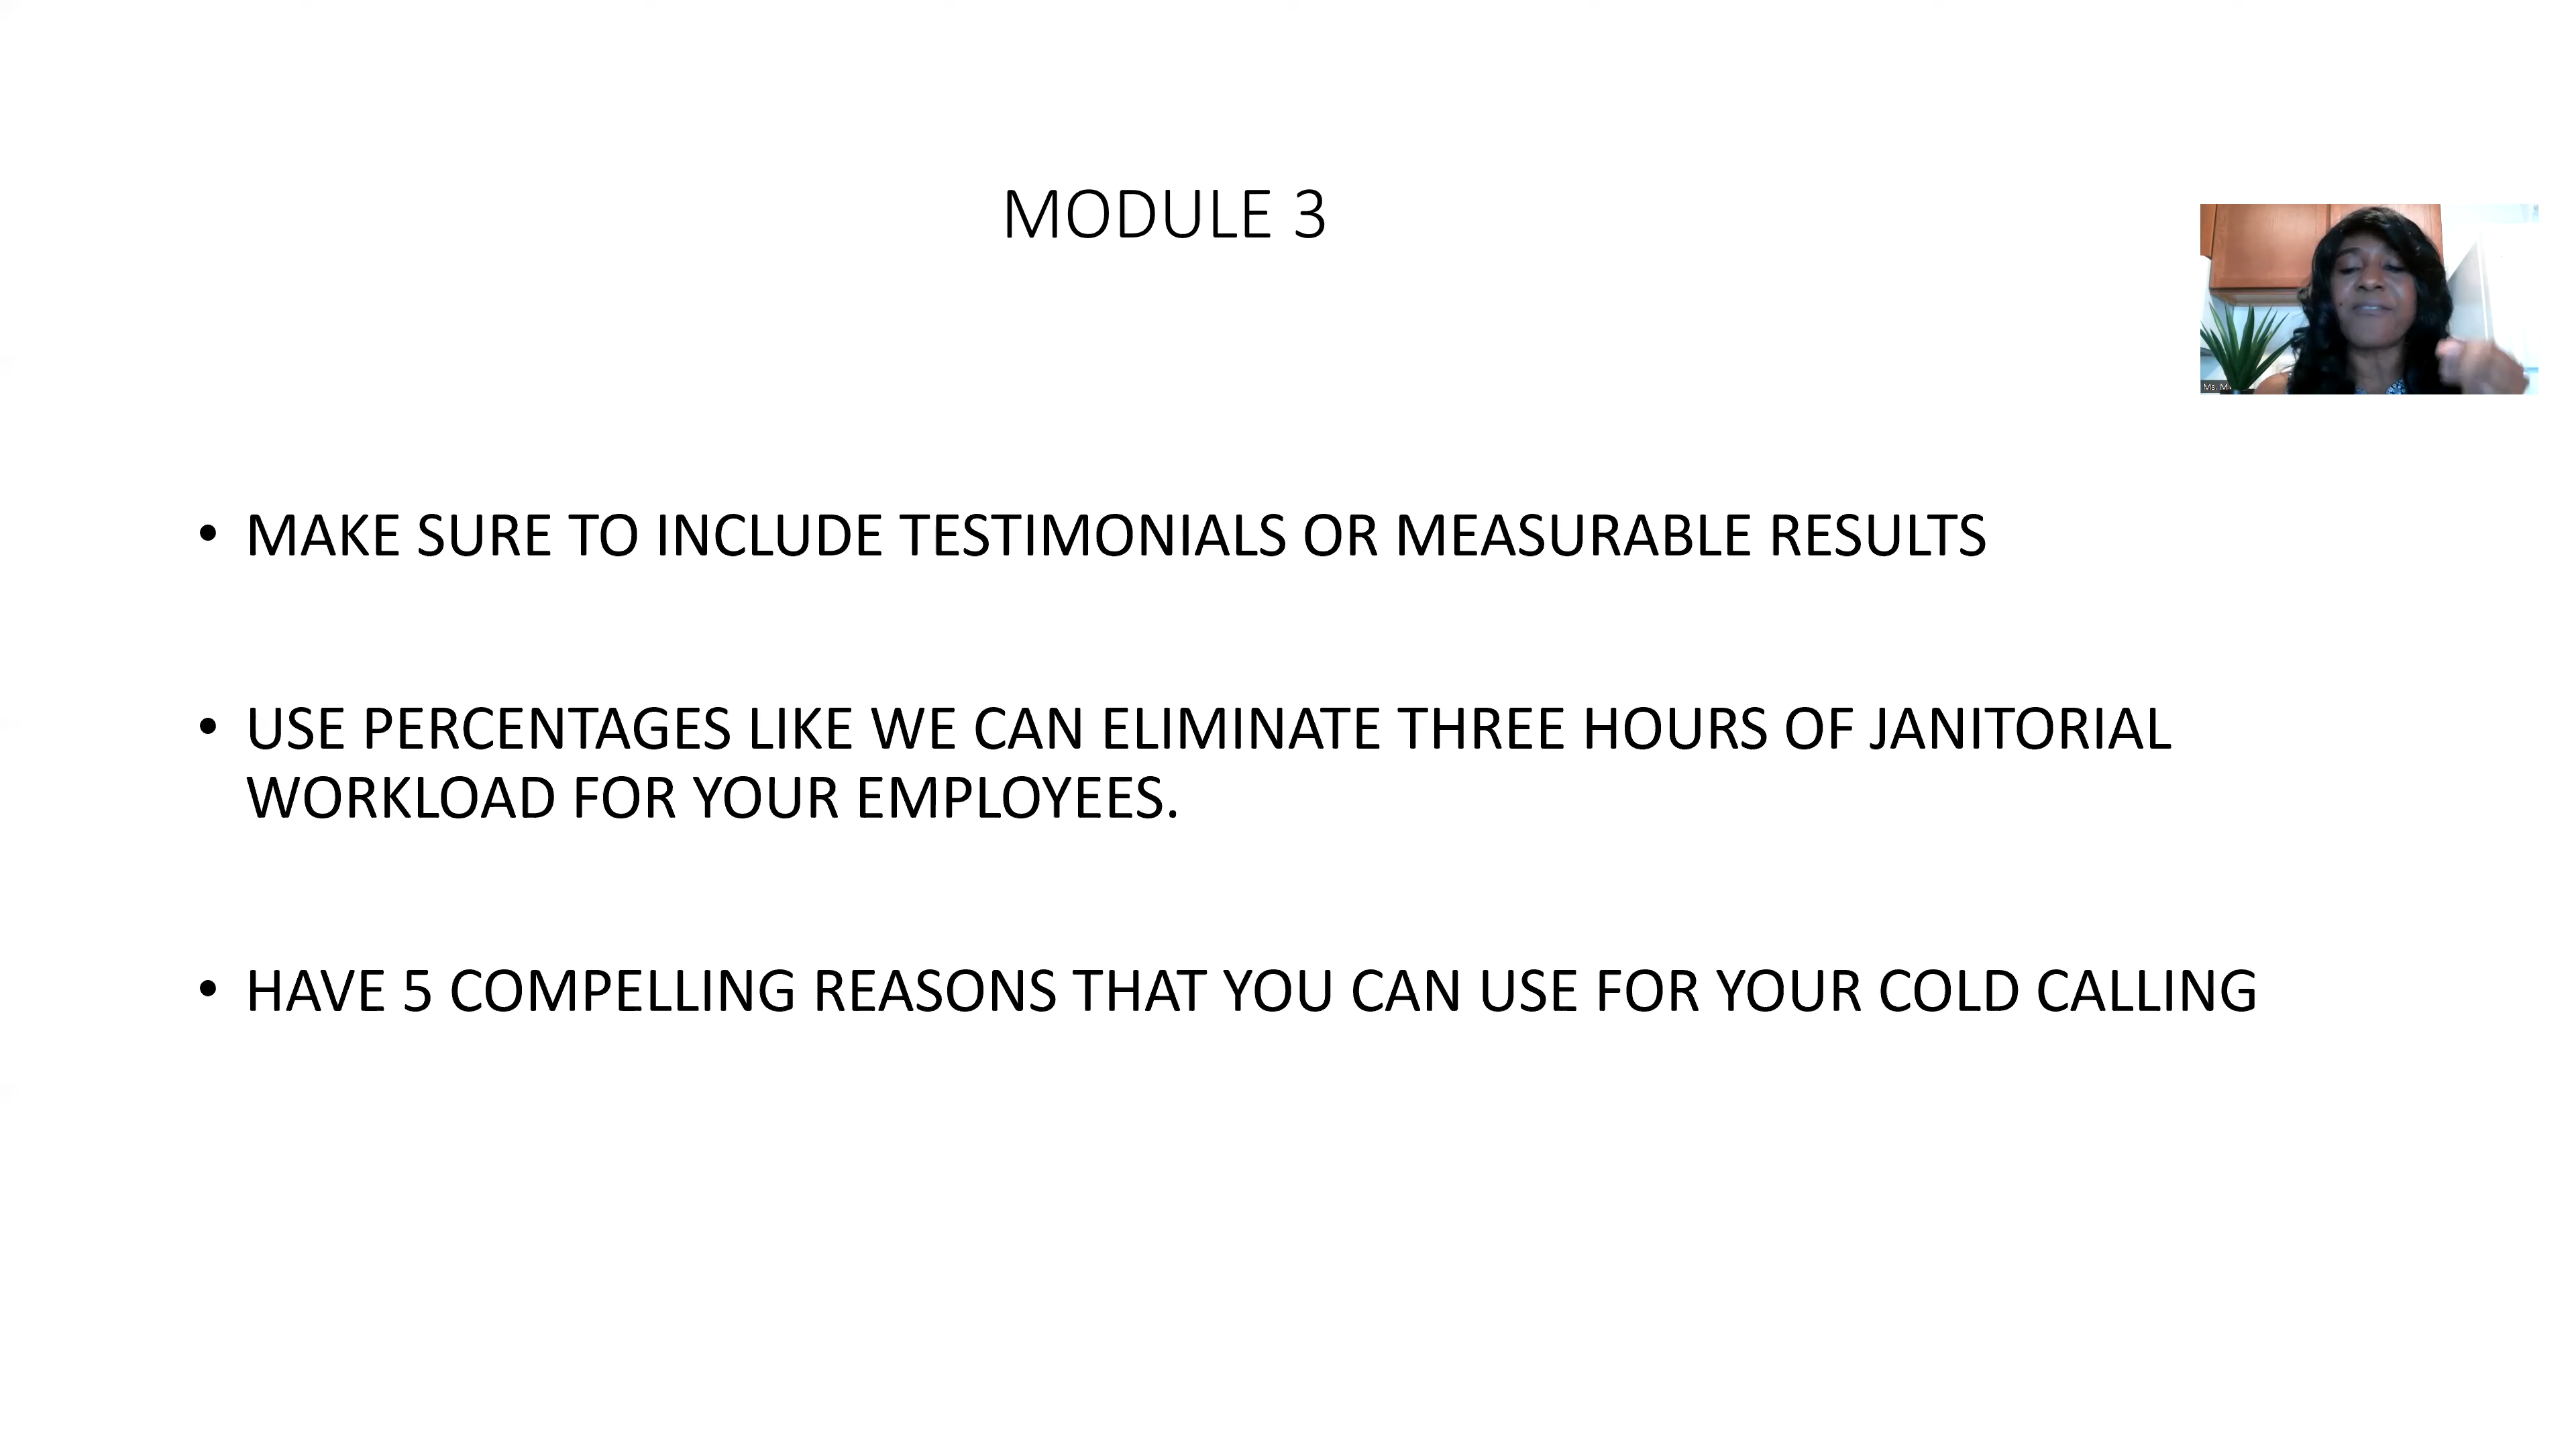 MODULE 3
Ms. M
• MAKE SURE TO INCLUDE TESTIMONIALS OR MEASURABLE RESULTS
• USE PERCENTAGES LIKE WE CAN ELIMINATE THREE HOURS OF JANITORIAL
WORKLOAD FOR YOUR EMPLOYEES.
• HAVE 5 COMPELLING REASONS THAT YOU CAN USE FOR YOUR COLD CALLING